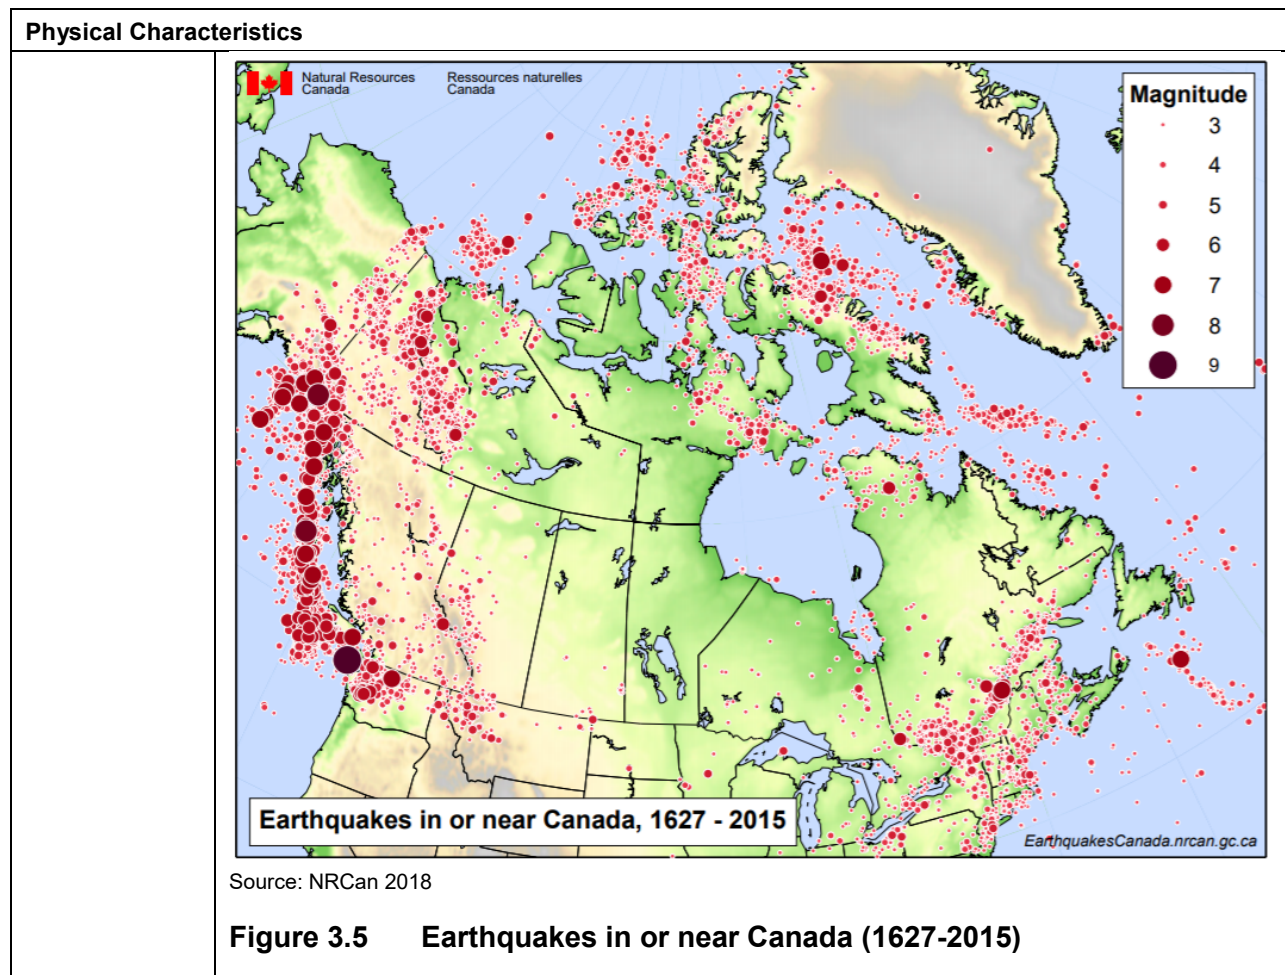 Physical Characteristics
Natural Resources Canada
Ressources naturelles Canada
Magnitude
3
4
5
6
7
8
9
Earthquakes in or near Canada, 1627 - 2015
EarthquakesCanada.nrcan.gc.ca
Source: NRCan 2018
Figure 3.5 Earthquakes in or near Canada (1627-2015)